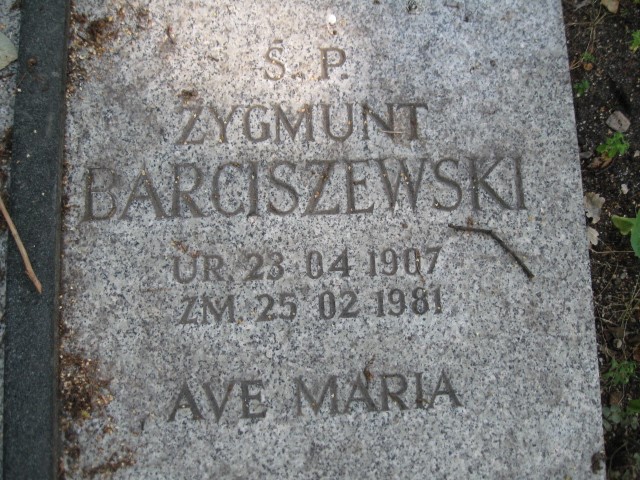 Ś. P.
ZYGMUNT
BARCISZEWSKI
UR. 23 04 1907
ZM. 25 02 1981
AVE MARIA